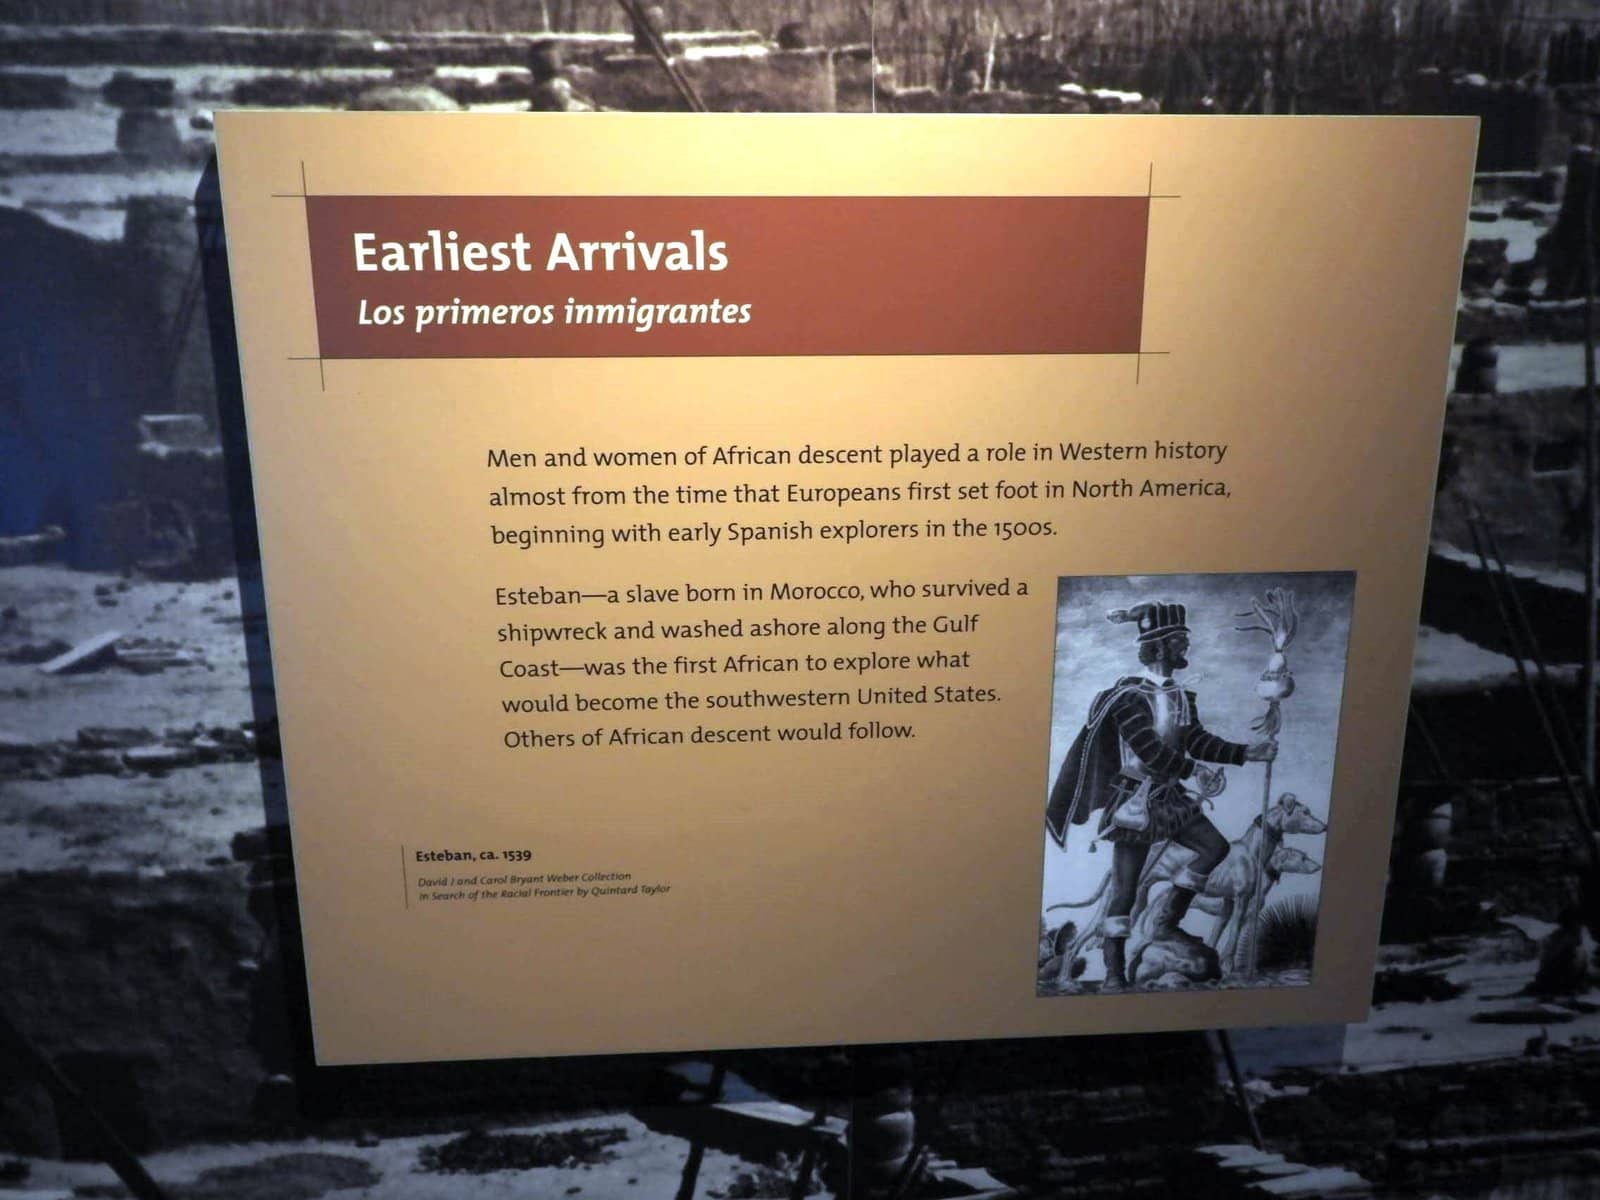 Earliest Arrivals
Los primeros inmigrantes
Men and women of African descent played a role in Western history
almost from the time that Europeans first set foot in North America,
beginning with early Spanish explorers in the 1500s.
Esteban—a slave born in Morocco, who survived a
shipwreck and washed ashore along the Gulf
Coast—was the first African to explore what
would become the southwestern United States.
Others of African descent would follow.
Esteban, ca. 1539
David J and Carol Bryant Weber Collection
In Search of the Racial Frontier by Quintard Taylor